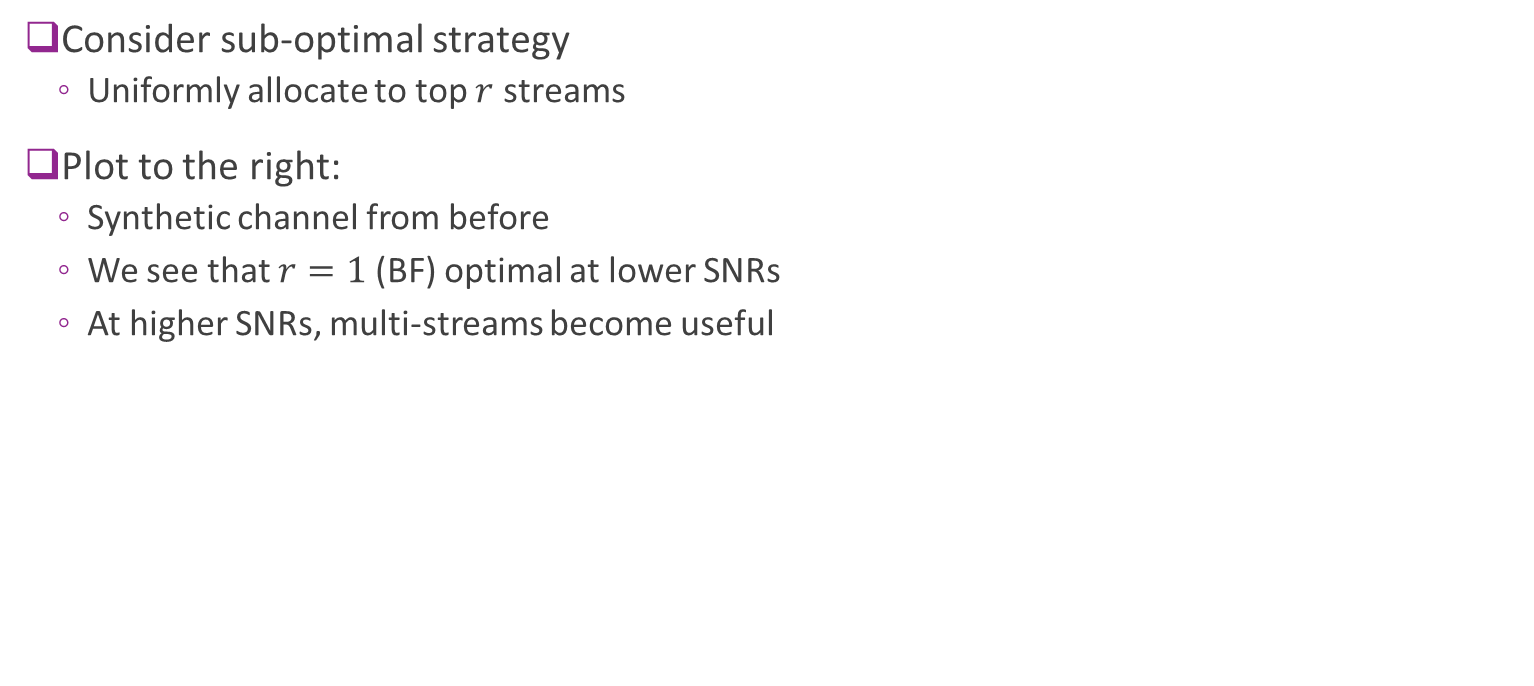 ❑Consider sub-optimal strategy
◦ Uniformly allocate to top r streams
❑Plot to the right:
◦ Synthetic channel from before
◦ We see that r = 1 (BF) optimal at lower SNRs
◦ At higher SNRs, multi-streams become useful